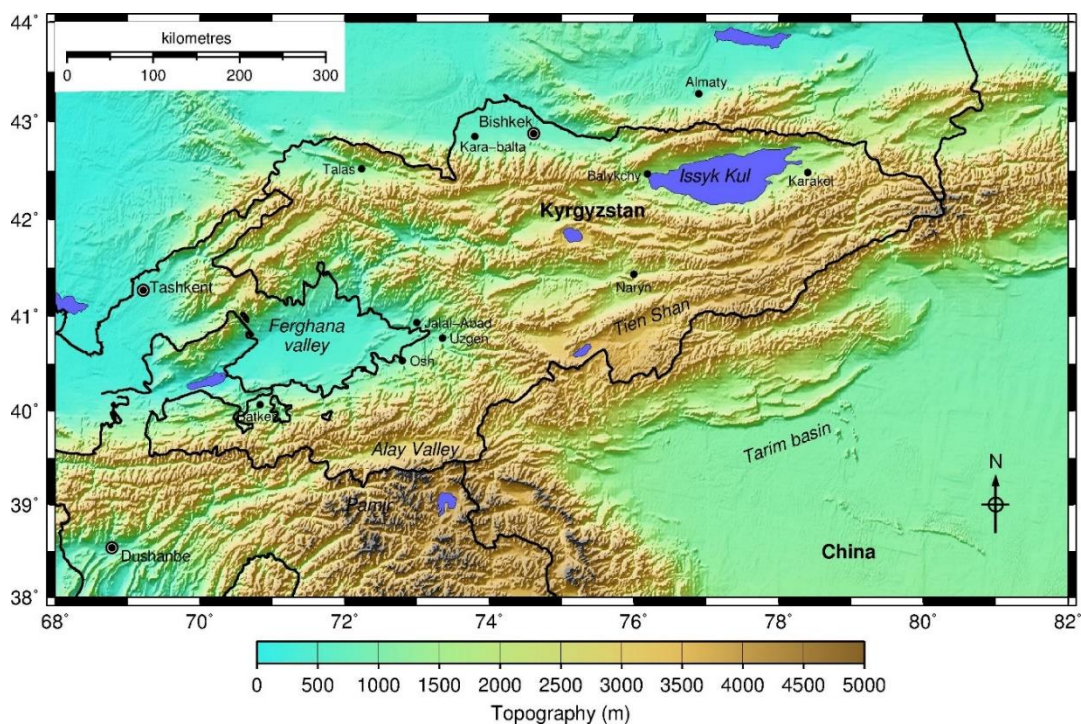 44°
43°
42°
41°
40°
39°
38°
kilometres
0 100 200 300
Almaty
Bishkek
Kara-balta
Talas
Balykchy
Issyk Kul
Karakol
Kyrgyzstan
Tashkent
Naryn
Tien Shan
Ferghana
valley
Jalal-Abad
Uzgen
Osh
Batken
Alay Valley
Tarim basin
Pamir
N
Dushanbe
China
68° 70° 72° 74° 76° 78° 80° 82°
0 500 1000 1500 2000 2500 3000 3500 4000 4500 5000
Topography (m)